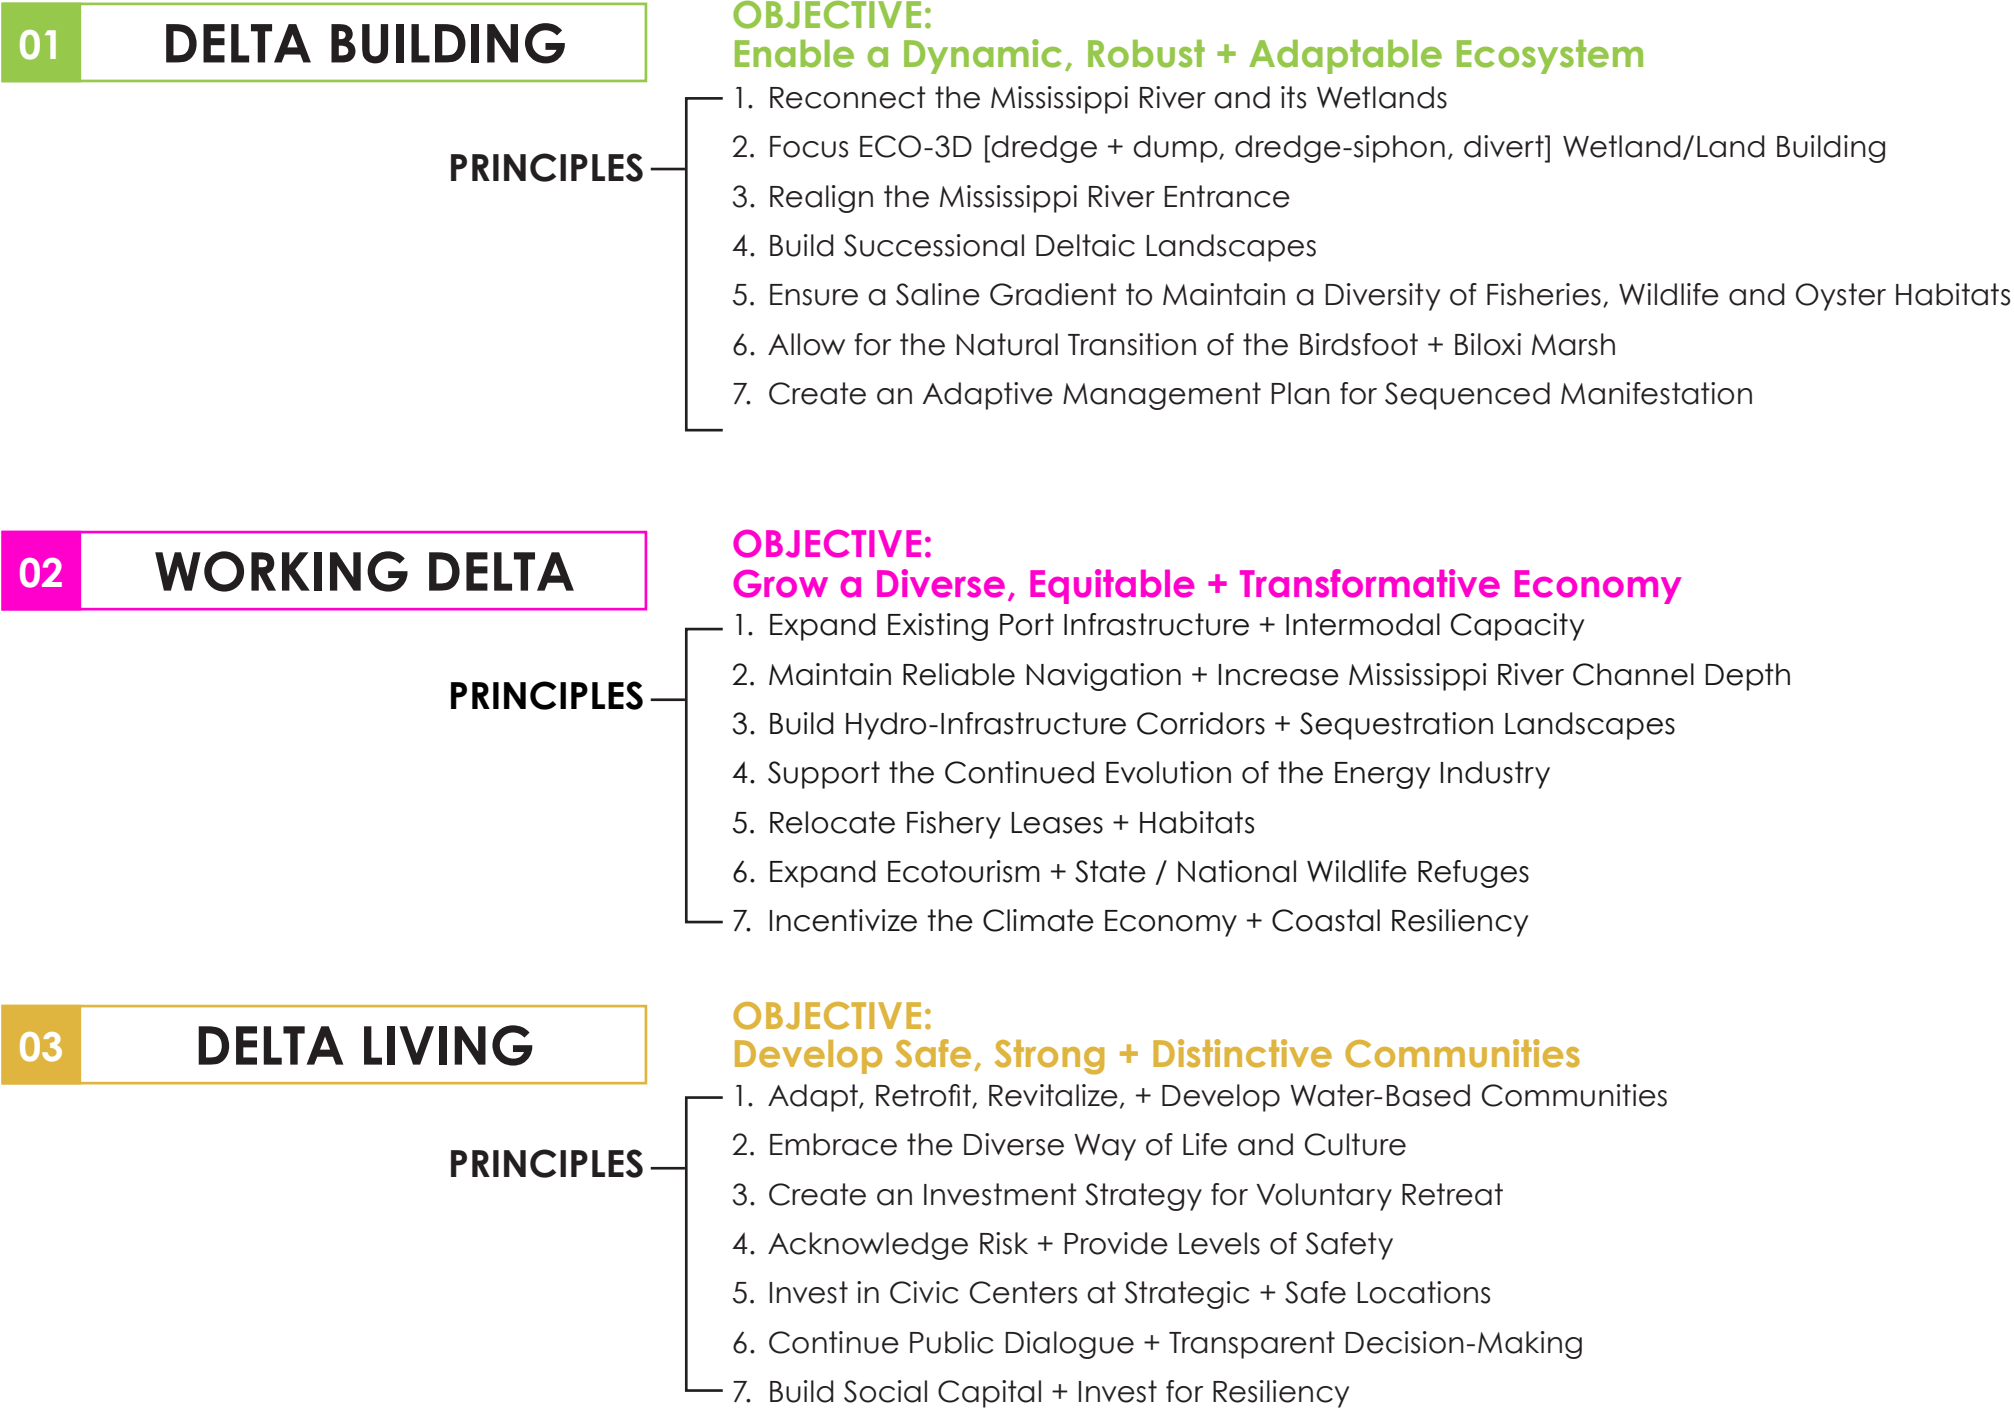 01 DELTA BUILDING
OBJECTIVE:
Enable a Dynamic, Robust + Adaptable Ecosystem
PRINCIPLES
1. Reconnect the Mississippi River and its Wetlands
2. Focus ECO-3D [dredge + dump, dredge-siphon, divert] Wetland/Land Building
3. Realign the Mississippi River Entrance
4. Build Successional Deltaic Landscapes
5. Ensure a Saline Gradient to Maintain a Diversity of Fisheries, Wildlife and Oyster Habitats
6. Allow for the Natural Transition of the Birdsfoot + Biloxi Marsh
7. Create an Adaptive Management Plan for Sequenced Manifestation
02 WORKING DELTA
OBJECTIVE:
Grow a Diverse, Equitable + Transformative Economy
PRINCIPLES
1. Expand Existing Port Infrastructure + Intermodal Capacity
2. Maintain Reliable Navigation + Increase Mississippi River Channel Depth
3. Build Hydro-Infrastructure Corridors + Sequestration Landscapes
4. Support the Continued Evolution of the Energy Industry
5. Relocate Fishery Leases + Habitats
6. Expand Ecotourism + State / National Wildlife Refuges
7. Incentivize the Climate Economy + Coastal Resiliency
03 DELTA LIVING
OBJECTIVE:
Develop Safe, Strong + Distinctive Communities
PRINCIPLES
1. Adapt, Retrofit, Revitalize, + Develop Water-Based Communities
2. Embrace the Diverse Way of Life and Culture
3. Create an Investment Strategy for Voluntary Retreat
4. Acknowledge Risk + Provide Levels of Safety
5. Invest in Civic Centers at Strategic + Safe Locations
6. Continue Public Dialogue + Transparent Decision-Making
7. Build Social Capital + Invest for Resiliency